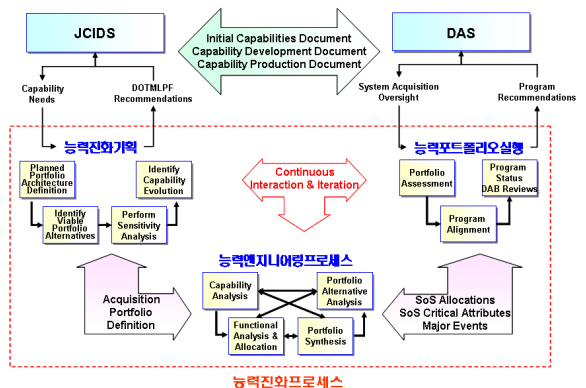 JCIDS
DAS
Initial Capabilities Document
Capability Development Document
Capability Production Document
Capability
Needs
DOTMLPF
Recommendations
System Acquisition
Oversight
Program
Recommendations
능력진화기획
Planned
Portfolio
Architecture
Definition
Identify
Capability
Evolution
Identify
Viable
Portfolio
Alternatives
Perform
Sensitivity
Analysis
Continuous
Interaction & Iteration
능력포트폴리오실행
Portfolio
Assessment
Program
Status
DAB Reviews
Program
Alignment
능력엔지니어링프로세스
Capability
Analysis
Portfolio
Alternative
Analysis
Functional
Analysis &
Allocation
Portfolio
Synthesis
Acquisition
Portfolio
Definition
SoS Allocations
SoS Critical Attributes
Major Events
능력진화프로세스